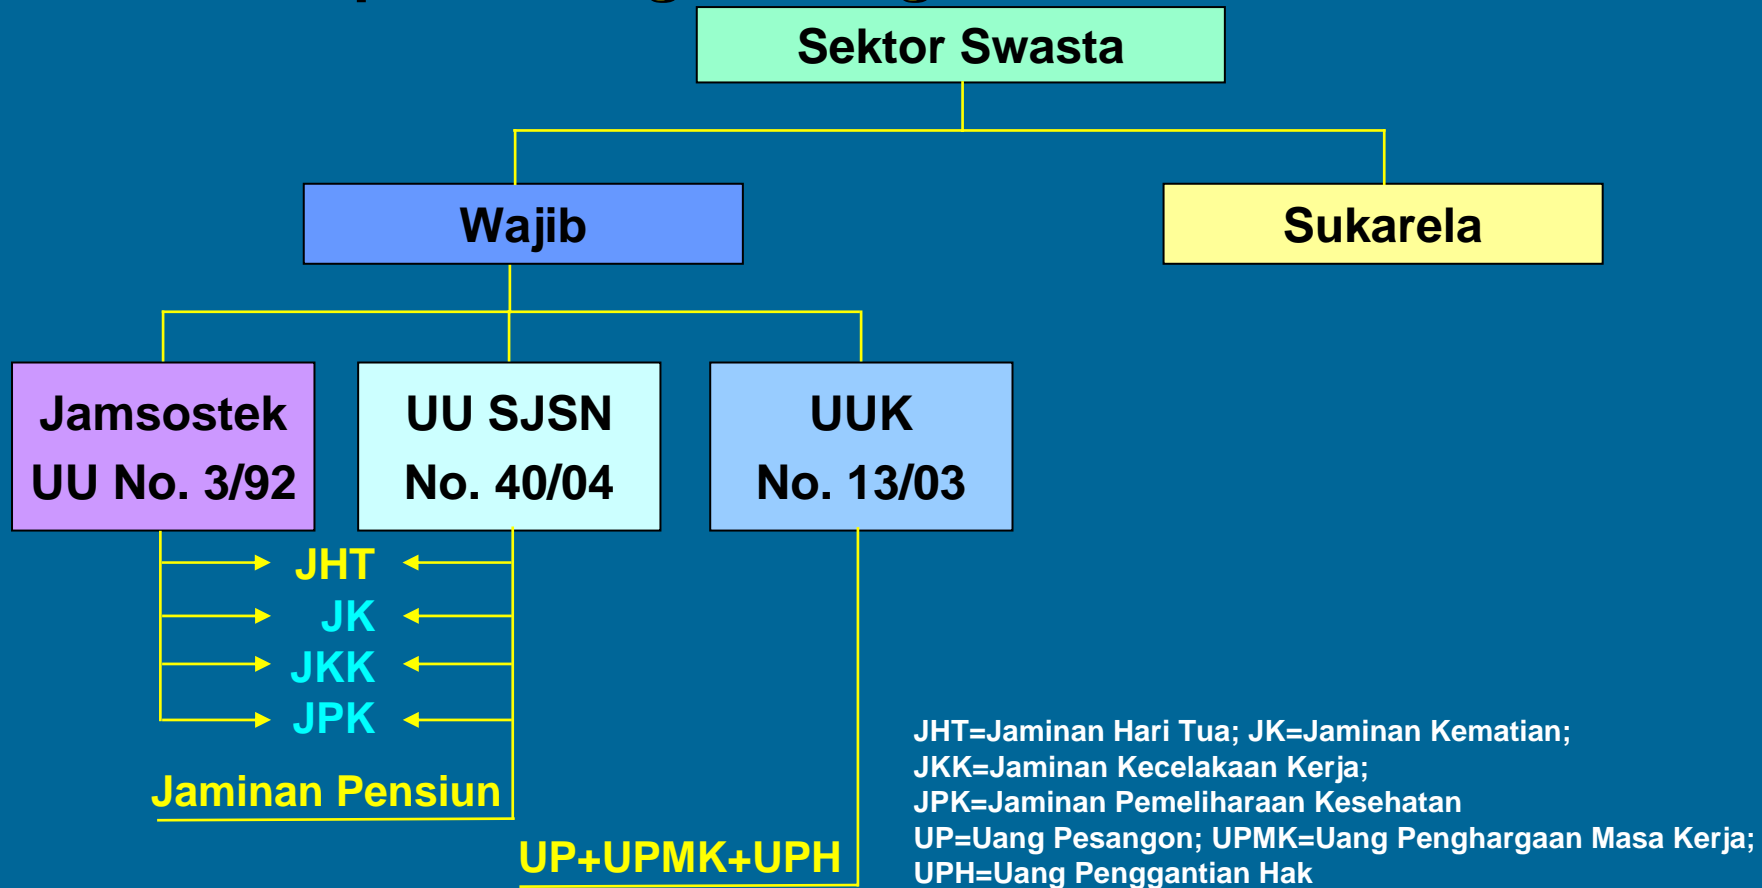 Sektor Swasta
Wajib
Sukarela
Jamsostek
UU No. 3/92
UU SJSN
No. 40/04
UUK
No. 13/03
JHT
JK
JKK
JPK
Jaminan Pensiun
UP+UPMK+UPH
JHT=Jaminan Hari Tua; JK=Jaminan Kematian;
JKK=Jaminan Kecelakaan Kerja;
JPK=Jaminan Pemeliharaan Kesehatan
UP=Uang Pesangon; UPMK=Uang Penghargaan Masa Kerja;
UPH=Uang Penggantian Hak